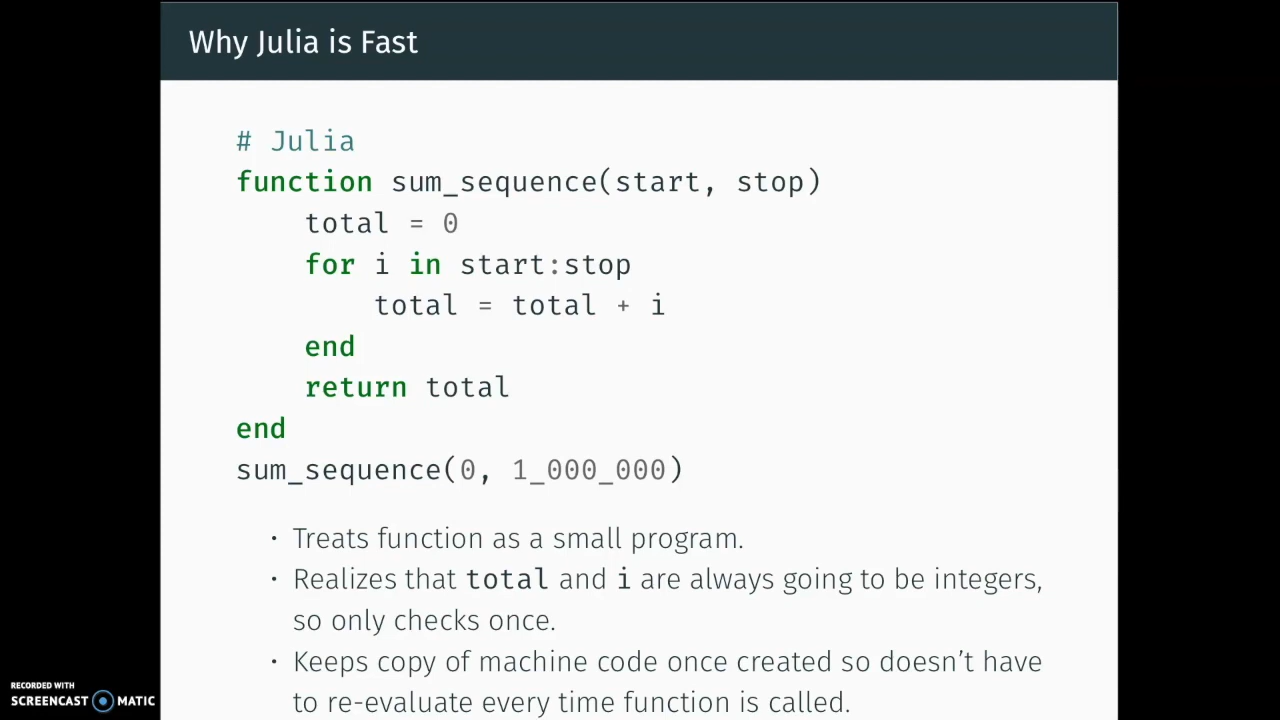 Why Julia is Fast
# Julia
function sum_sequence(start, stop)
    total = 0
    for i in start:stop
        total = total + i
    end
    return total
end
sum_sequence(0, 1_000_000)
• Treats function as a small program.
• Realizes that total and i are always going to be integers,
so only checks once.
• Keeps copy of machine code once created so doesn't have
to re-evaluate every time function is called.
RECORDED WITH
SCREENCAST MATIC